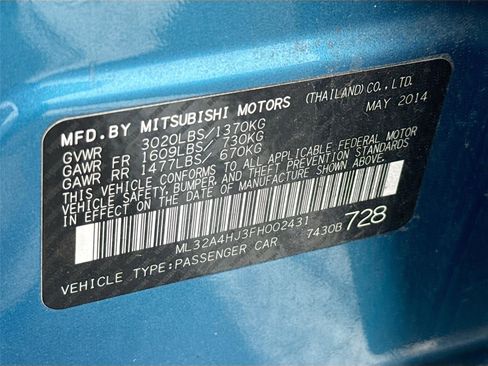 MFD.BY MITSUBISHI MOTORS (THAILAND) CO.,LTD.
MAY 2014
GVWR 3020LBS/1370KG
GAWR FR 1609LBS/ 730KG
GAWR RR 1477LBS/ 670KG
THIS VEHICLE CONFORMS TO ALL APPLICABLE FEDERAL MOTOR
VEHICLE SAFETY, BUMPER, AND THEFT PREVENTION STANDARDS
IN EFFECT ON THE DATE OF MANUFACTURE SHOWN ABOVE.
ML32A4HJ3FH002431
7430B 728
VEHICLE TYPE:PASSENGER CAR